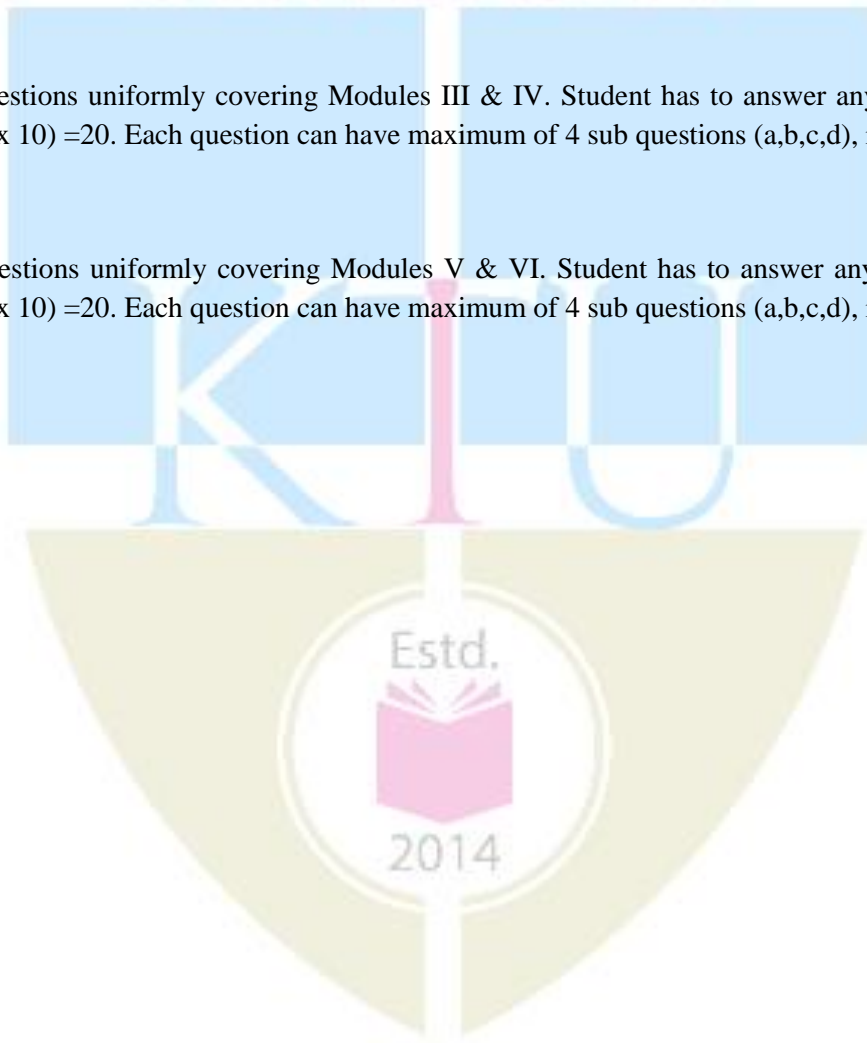 estions uniformly covering Modules III & IV. Student has to answer any
x 10) =20. Each question can have maximum of 4 sub questions (a,b,c,d),
estions uniformly covering Modules V & VI. Student has to answer any
x 10) =20. Each question can have maximum of 4 sub questions (a,b,c,d),
KTU
Estd.
2014